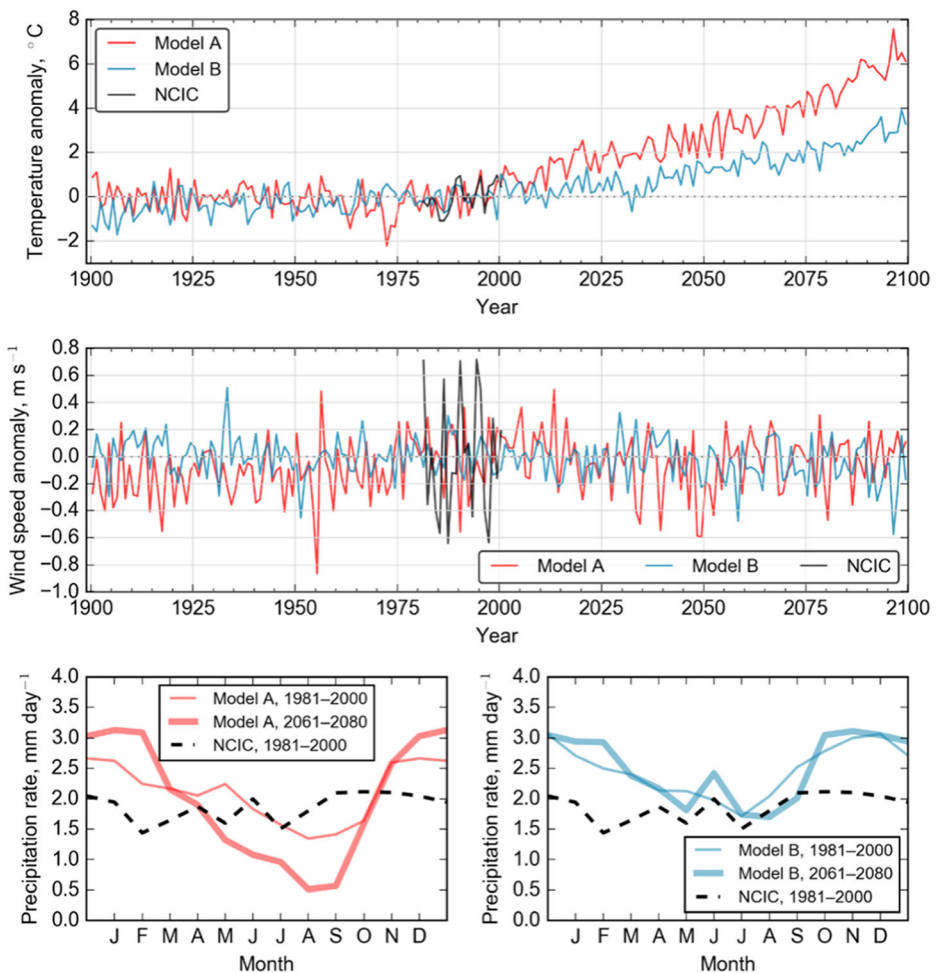 Temperature anomaly, °C
8
6
4
2
0
−2
Model A
Model B
NCIC
1900 1925 1950 1975 2000 2025 2050 2075 2100
Year
Wind speed anomaly, m s−1
0.8
0.6
0.4
0.2
0.0
−0.2
−0.4
−0.6
−0.8
−1.0
Model A Model B NCIC
1900 1925 1950 1975 2000 2025 2050 2075 2100
Year
Precipitation rate, mm day−1
4.0
3.5
3.0
2.5
2.0
1.5
1.0
0.5
0.0
Model A, 1981–2000
Model A, 2061–2080
NCIC, 1981–2000
J F M A M J J A S O N D
Month
Precipitation rate, mm day−1
4.0
3.5
3.0
2.5
2.0
1.5
1.0
0.5
0.0
Model B, 1981–2000
Model B, 2061–2080
NCIC, 1981–2000
J F M A M J J A S O N D
Month